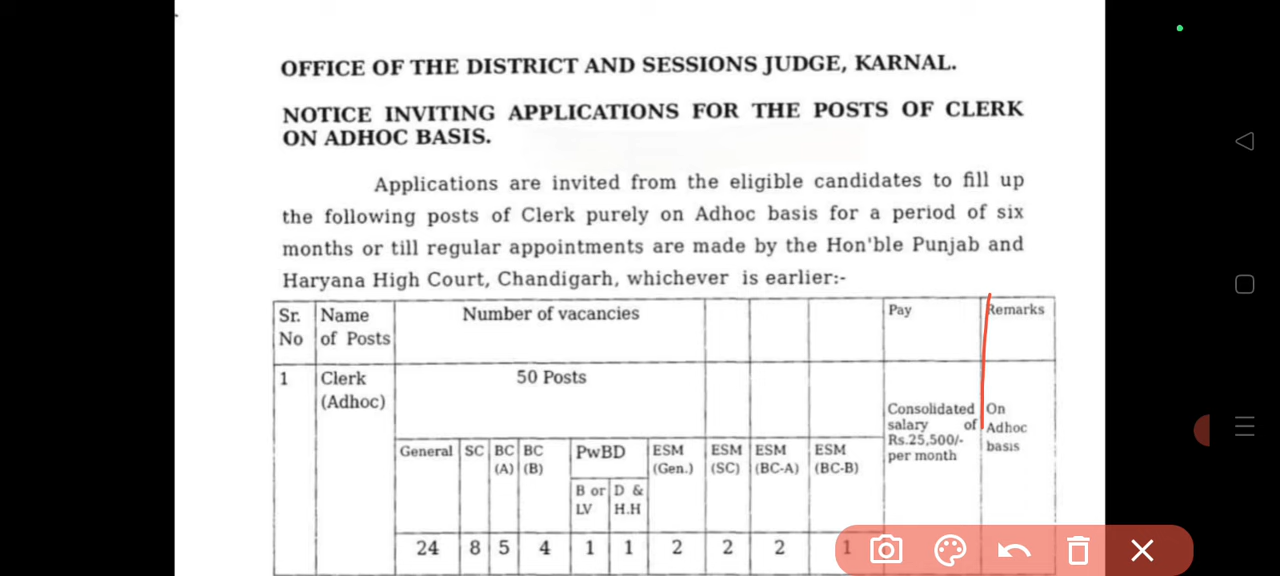 OFFICE OF THE DISTRICT AND SESSIONS JUDGE, KARNAL.
NOTICE INVITING APPLICATIONS FOR THE POSTS OF CLERK
ON ADHOC BASIS.
Applications are invited from the eligible candidates to fill up
the following posts of Clerk purely on Adhoc basis for a period of six
months or till regular appointments are made by the Hon'ble Punjab and
Haryana High Court, Chandigarh, whichever is earlier:-
Sr. No
Name of Posts
Number of vacancies
Pay
Remarks
1
Clerk (Adhoc)
50 Posts
Consolidated
salary of
Rs.25,500/-
per month
On
Adhoc
basis
General SC BC (A) BC (B) PwBD ESM (Gen.) ESM (SC) ESM (BC-A) ESM (BC-B)
B or LV D & H.H
24 8 5 4 1 1 2 2 2 1